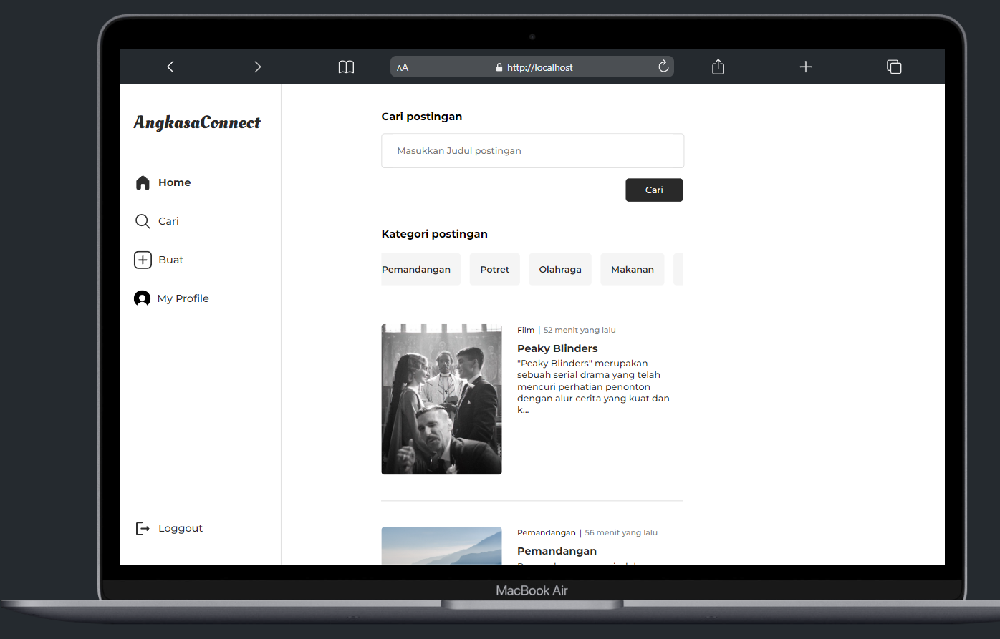 AA
http://localhost
AngkasaConnect
Home
Cari
Buat
My Profile
Loggout
Cari postingan
Masukkan Judul postingan
Cari
Kategori postingan
Pemandangan
Potret
Olahraga
Makanan
Film | 52 menit yang lalu
Peaky Blinders
"Peaky Blinders" merupakan
sebuah serial drama yang telah
mencuri perhatian penonton
dengan alur cerita yang kuat dan
k...
Pemandangan | 56 menit yang lalu
Pemandangan
MacBook Air